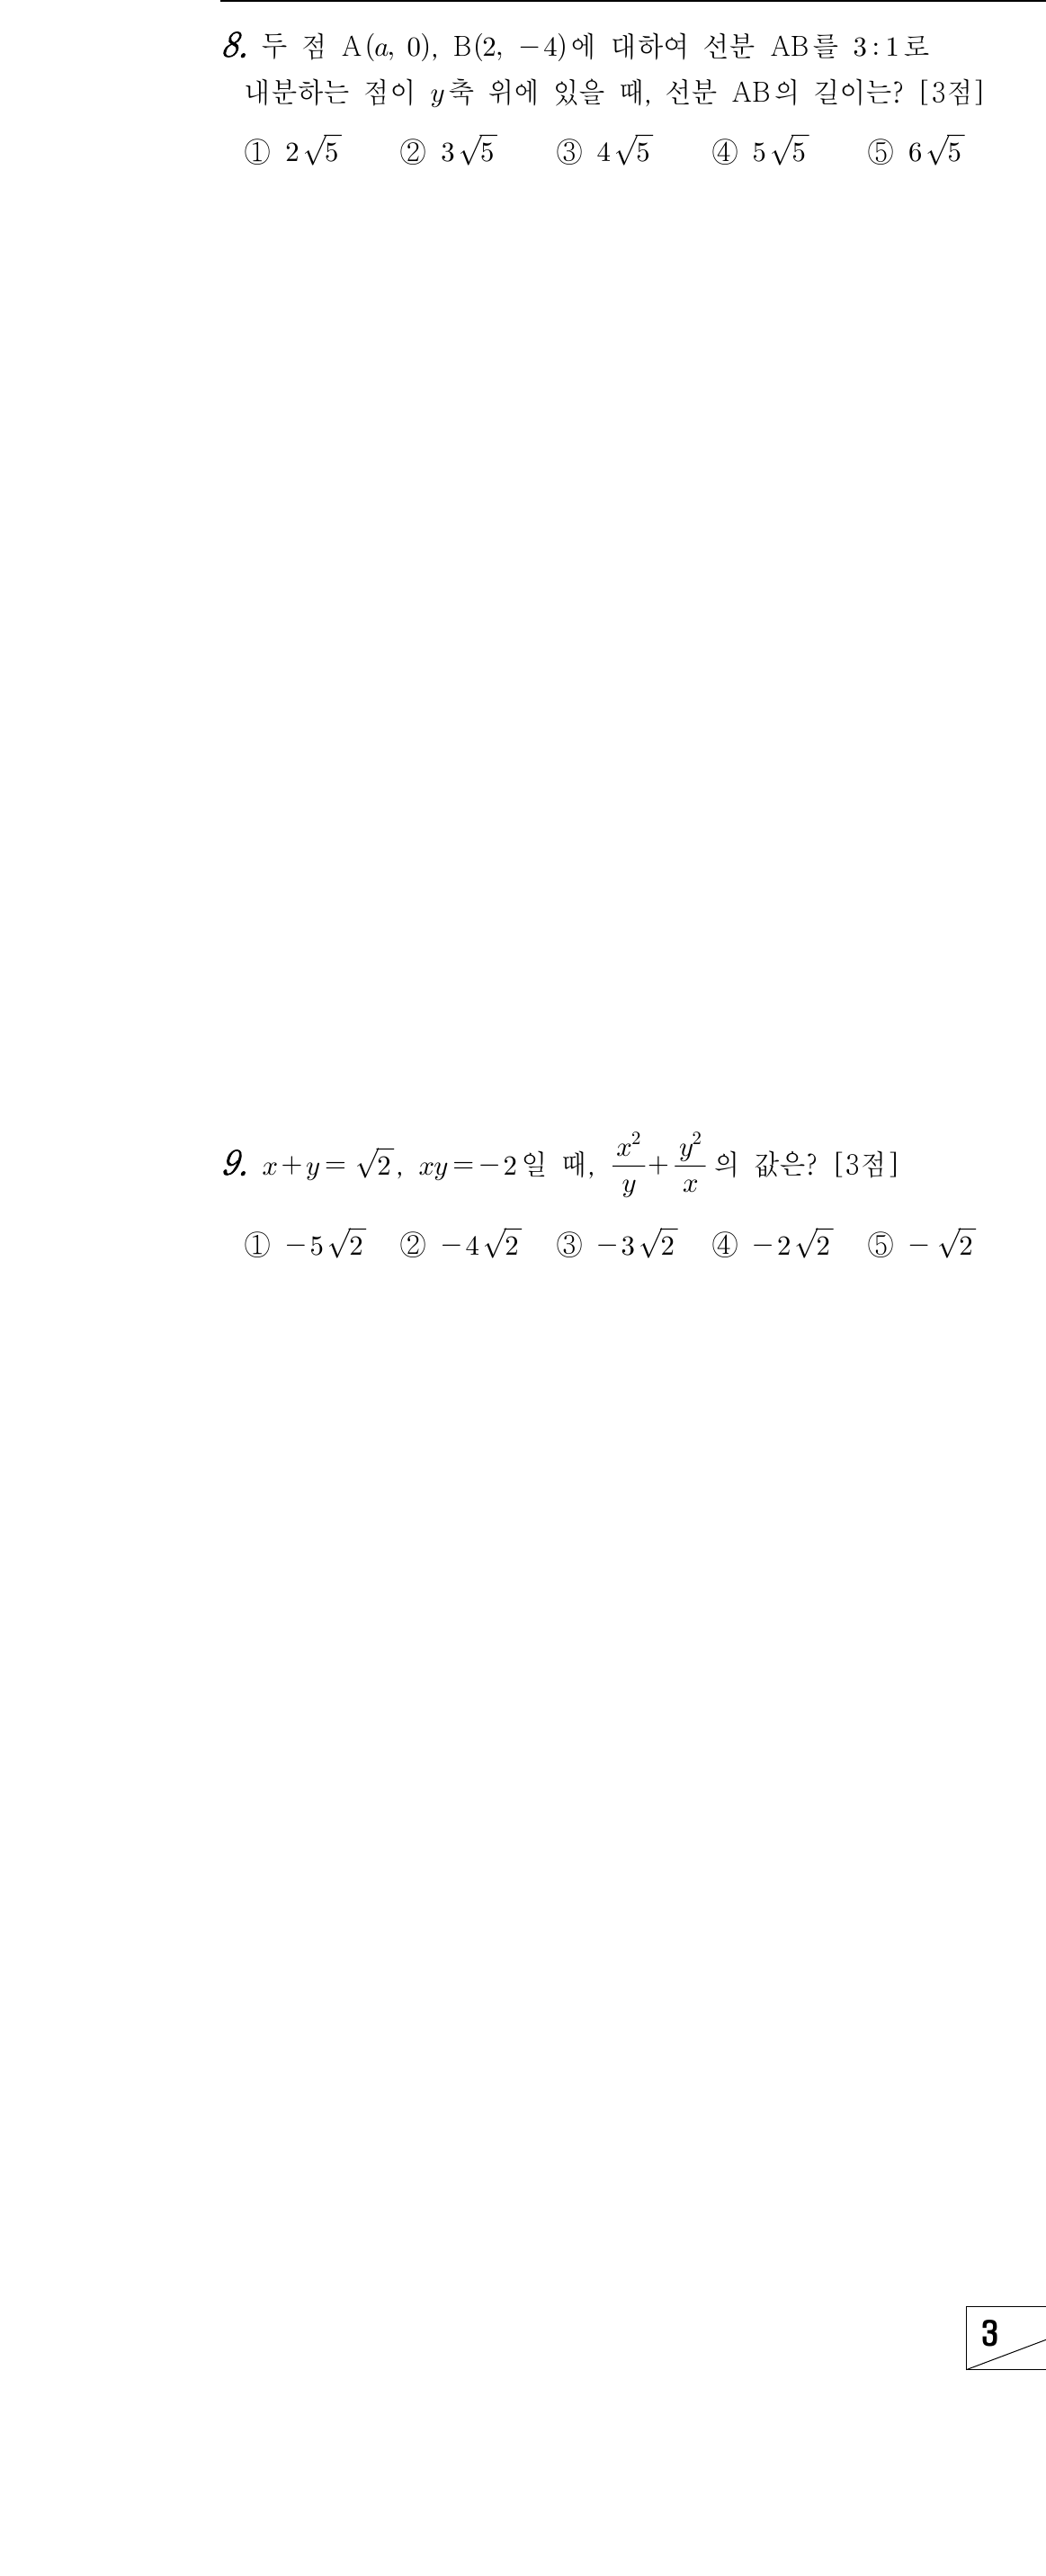 8. 두 점 A(a, 0), B(2, −4)에 대하여 선분 AB를 3:1로
내분하는 점이 y축 위에 있을 때, 선분 AB의 길이는? [3점]
① 2√5 ② 3√5 ③ 4√5 ④ 5√5 ⑤ 6√5
9. x+y=√2, xy=−2일 때, x²/y+y²/x의 값은? [3점]
① −5√2 ② −4√2 ③ −3√2 ④ −2√2 ⑤ −√2
3